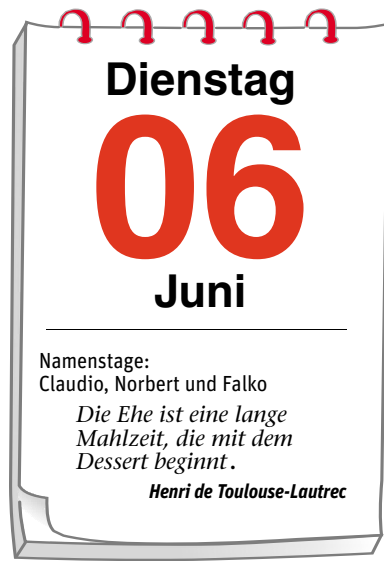 Dienstag
06
Juni
Namenstage:
Claudio, Norbert und Falko
Die Ehe ist eine lange
Mahlzeit, die mit dem
Dessert beginnt.
Henri de Toulouse-Lautrec